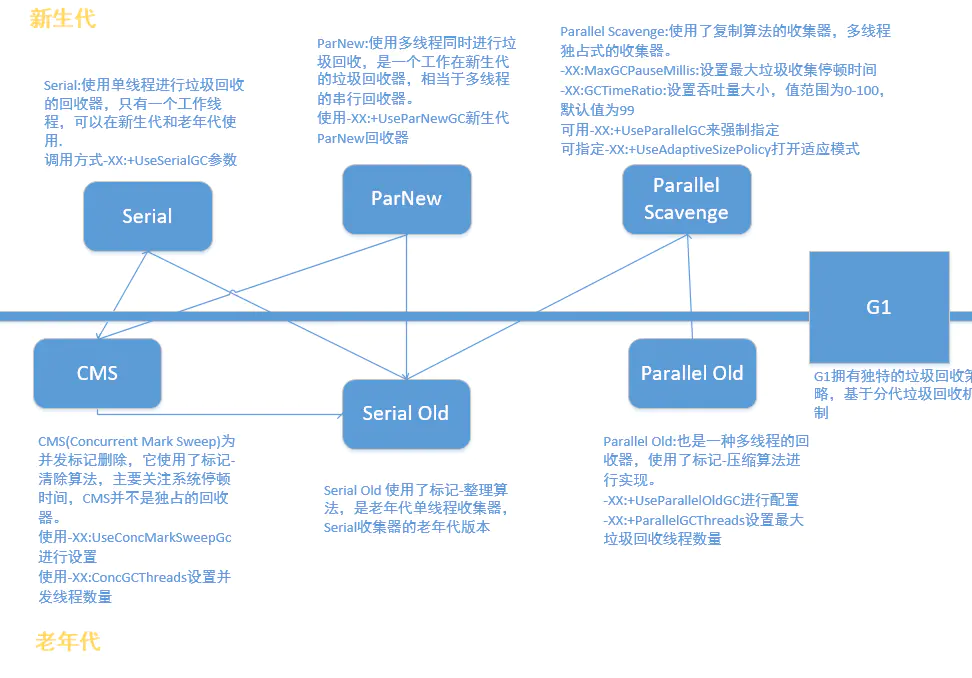 新生代
Serial:使用单线程进行垃圾回收
的回收器，只有一个工作线
程，可以在新生代和老年代使
用.
调用方式-XX:+UseSerialGC参数
ParNew:使用多线程同时进行垃
圾回收，是一个工作在新生代
的垃圾回收器，相当于多线程
的串行回收器。
使用-XX:+UseParNewGC新生代
ParNew回收器
Parallel Scavenge:使用了复制算法的收集器，多线程
独占式的收集器。
-XX:MaxGCPauseMillis:设置最大垃圾收集停顿时间
-XX:GCTimeRatio:设置吞吐量大小，值范围为0-100，
默认值为99
可用-XX:+UseParallelGC来强制指定
可指定-XX:+UseAdaptiveSizePolicy打开适应模式
Serial
ParNew
Parallel
Scavenge
G1
G1拥有独特的垃圾回收策
略，基于分代垃圾回收机
制
CMS
Serial Old
Parallel Old
CMS(Concurrent Mark Sweep)为
并发标记删除，它使用了标记-
清除算法，主要关注系统停顿
时间，CMS并不是独占的回收
器。
使用-XX:UseConcMarkSweepGc
进行设置
使用-XX:ConcGCThreads设置并
发线程数量
Serial Old 使用了标记-整理算
法，是老年代单线程收集器，
Serial收集器的老年代版本
Parallel Old:也是一种多线程的回
收器，使用了标记-压缩算法进
行实现。
-XX:+UseParallelOldGC进行配置
-XX:+ParallelGCThreads设置最大
垃圾回收线程数量
老年代